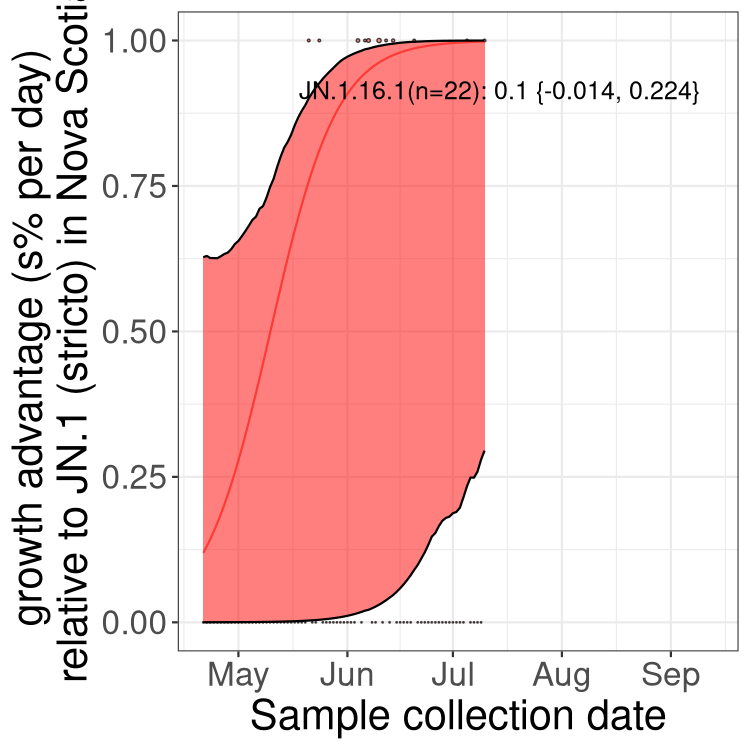 growth advantage (s% per day)
relative to JN.1 (stricto) in Nova Scotia
1.00
0.75
0.50
0.25
0.00
JN.1.16.1(n=22): 0.1 {-0.014, 0.224}
May Jun Jul Aug Sep
Sample collection date